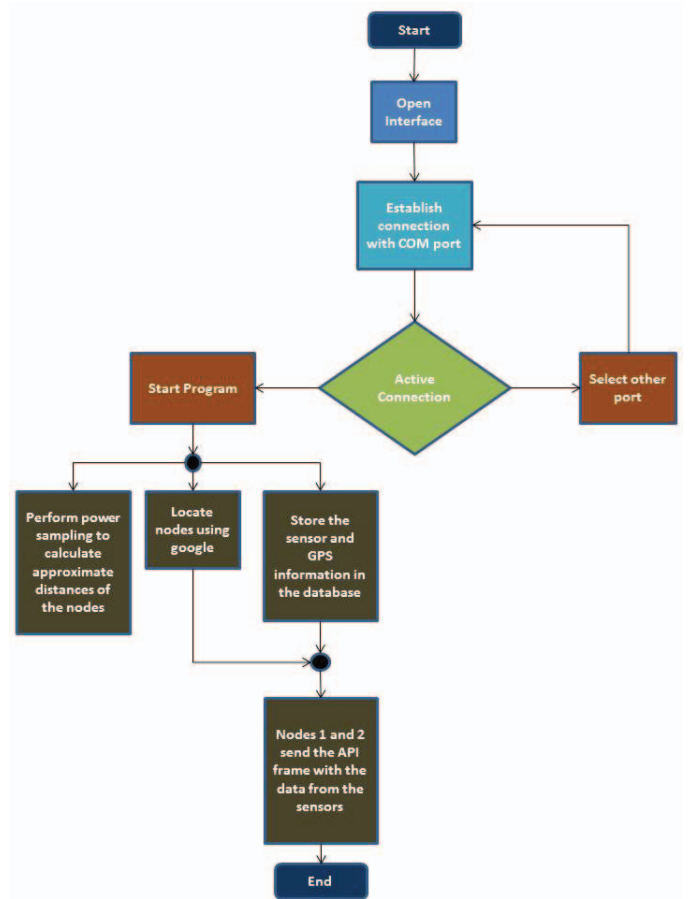 Start
Open
Interface
Establish
connection
with COM port
Active
Connection
Start Program
Select other
port
Perform power
sampling to
calculate
approximate
distances of
the nodes
Locate
nodes using
google
Store the
sensor and
GPS
information in
the database
Nodes 1 and 2
send the API
frame with the
data from the
sensors
End